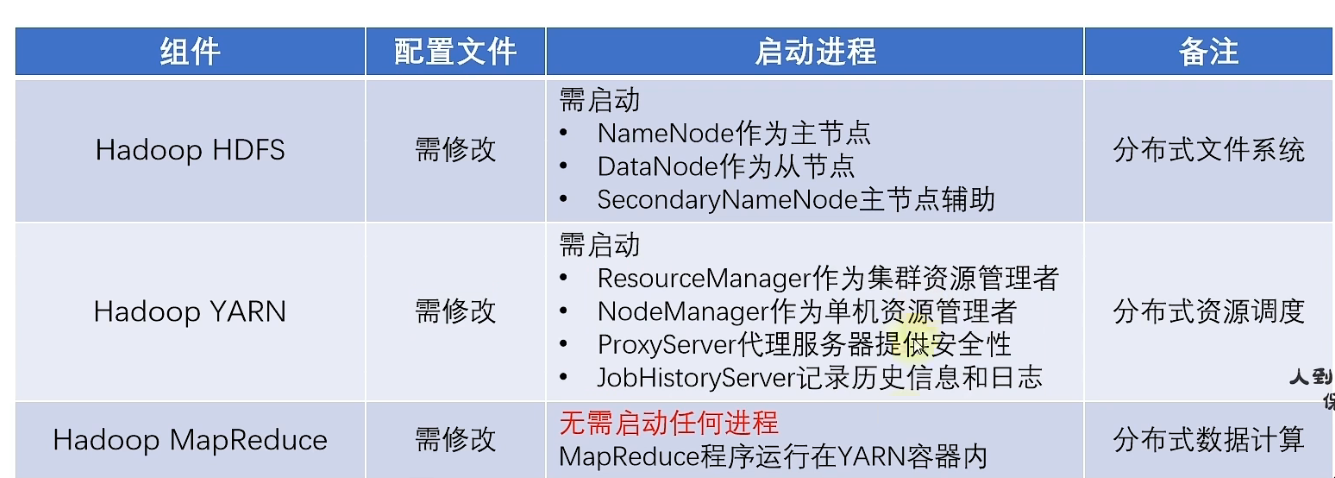 组件
配置文件
启动进程
备注
Hadoop HDFS
需修改
需启动
• NameNode作为主节点
• DataNode作为从节点
• SecondaryNameNode主节点辅助
分布式文件系统
Hadoop YARN
需修改
需启动
• ResourceManager作为集群资源管理者
• NodeManager作为单机资源管理者
• ProxyServer代理服务器提供安全性
• JobHistoryServer记录历史信息和日志
分布式资源调度
人到
Hadoop MapReduce
需修改
无需启动任何进程
MapReduce程序运行在YARN容器内
分布式数据计算